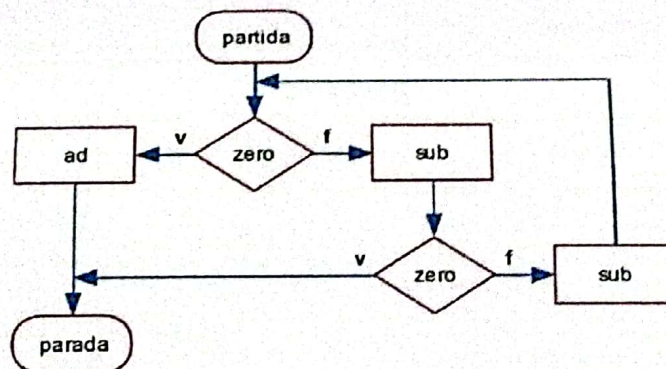 partida
v
f
ad
zero
sub
v
f
zero
sub
parada